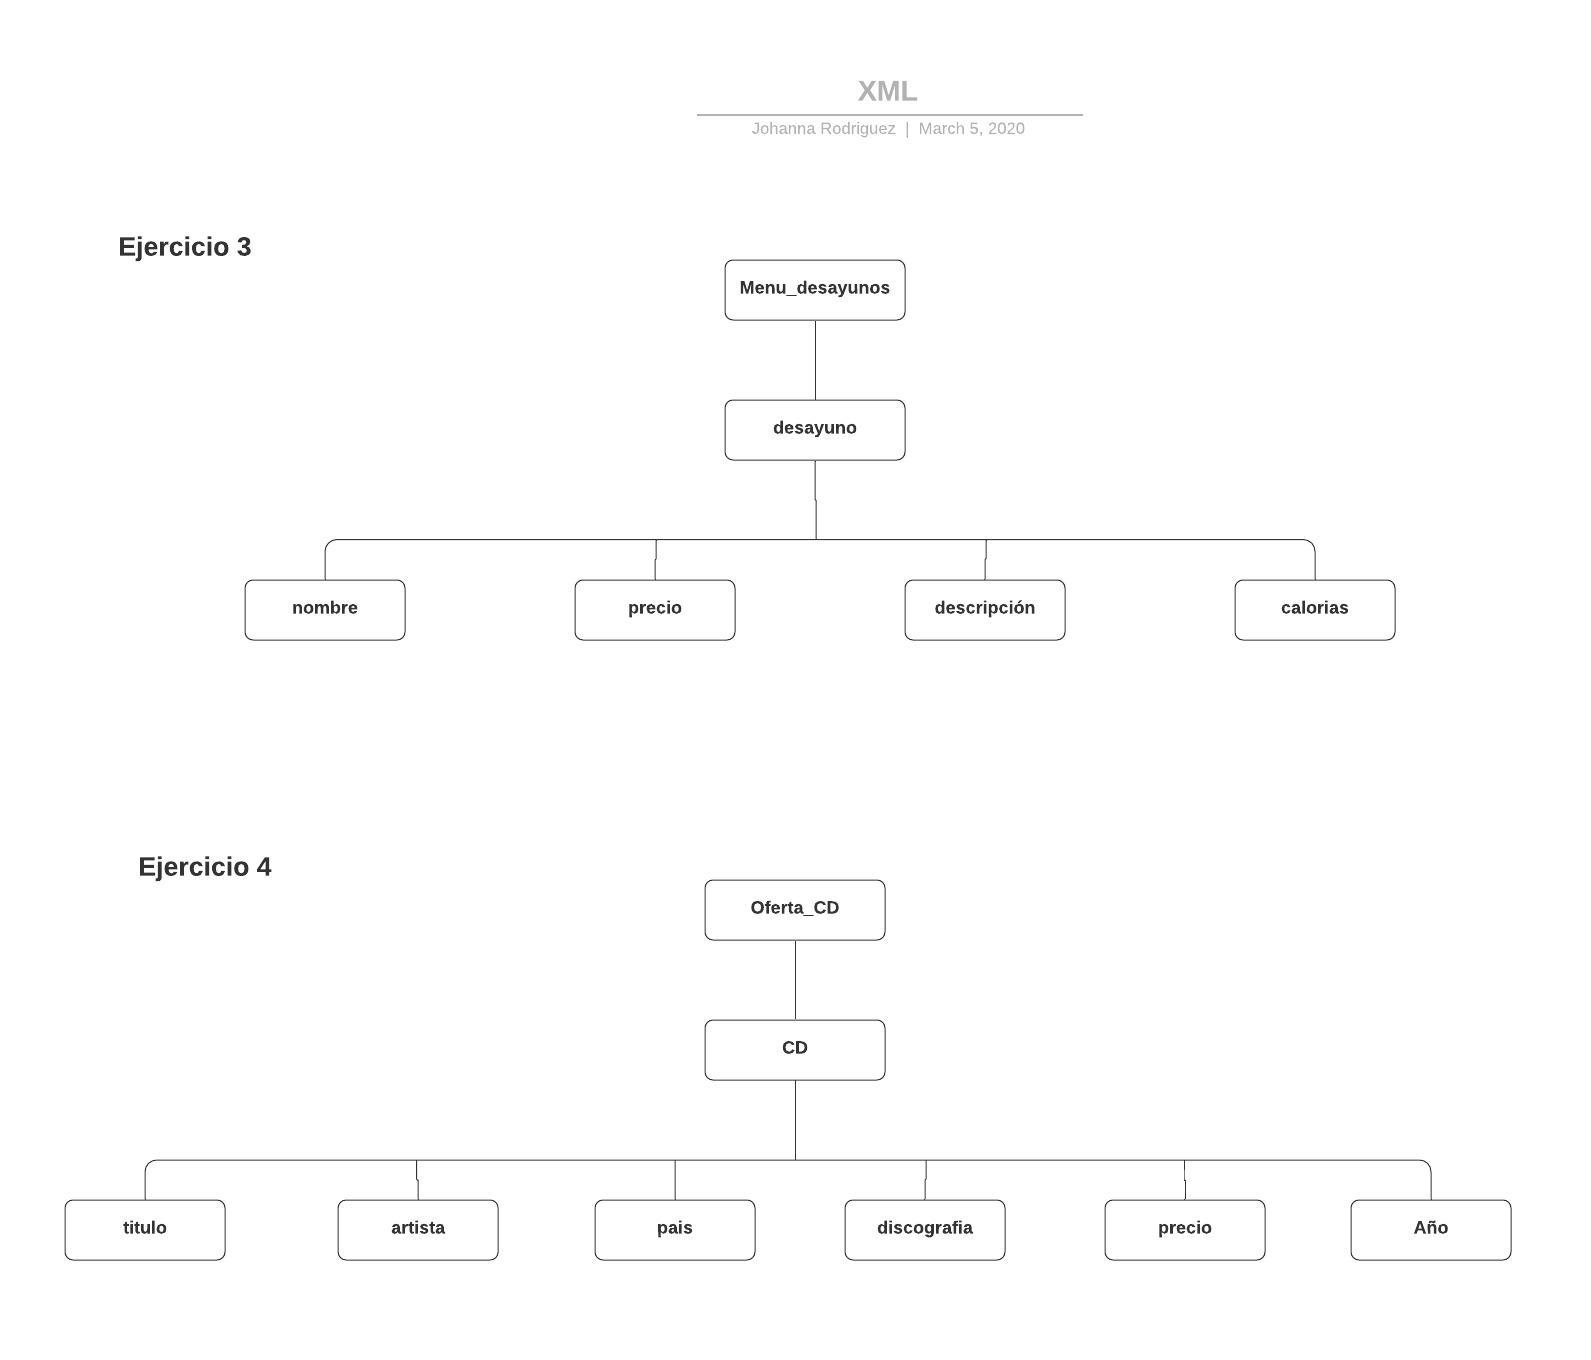 XML
Johanna Rodriguez | March 5, 2020
Ejercicio 3
Menu_desayunos
desayuno
nombre precio descripción calorias
Ejercicio 4
Oferta_CD
CD
titulo artista pais discografia precio Año